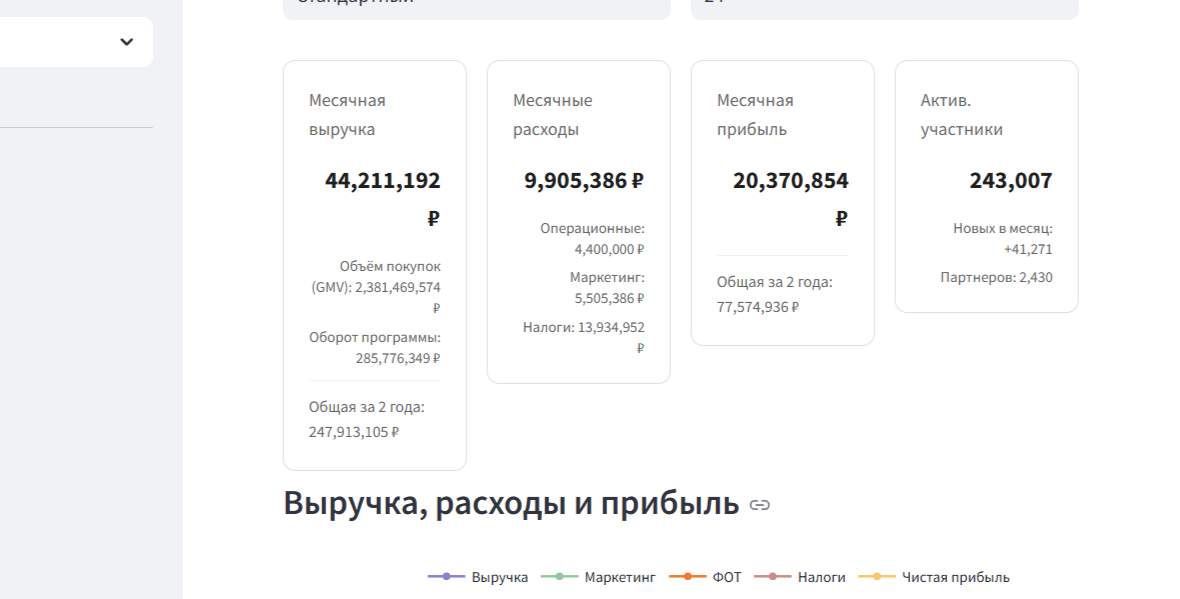 Стандартный
24
Месячная
выручка
44,211,192
₽
Объём покупок
(GMV): 2,381,469,574
₽
Оборот программы:
285,776,349 ₽
Общая за 2 года:
247,913,105 ₽
Месячные
расходы
9,905,386 ₽
Операционные:
4,400,000 ₽
Маркетинг:
5,505,386 ₽
Налоги: 13,934,952
₽
Месячная
прибыль
20,370,854
₽
Общая за 2 года:
77,574,936 ₽
Актив.
участники
243,007
Новых в месяц:
+41,271
Партнеров: 2,430
Выручка, расходы и прибыль
Выручка
Маркетинг
ФОТ
Налоги
Чистая прибыль